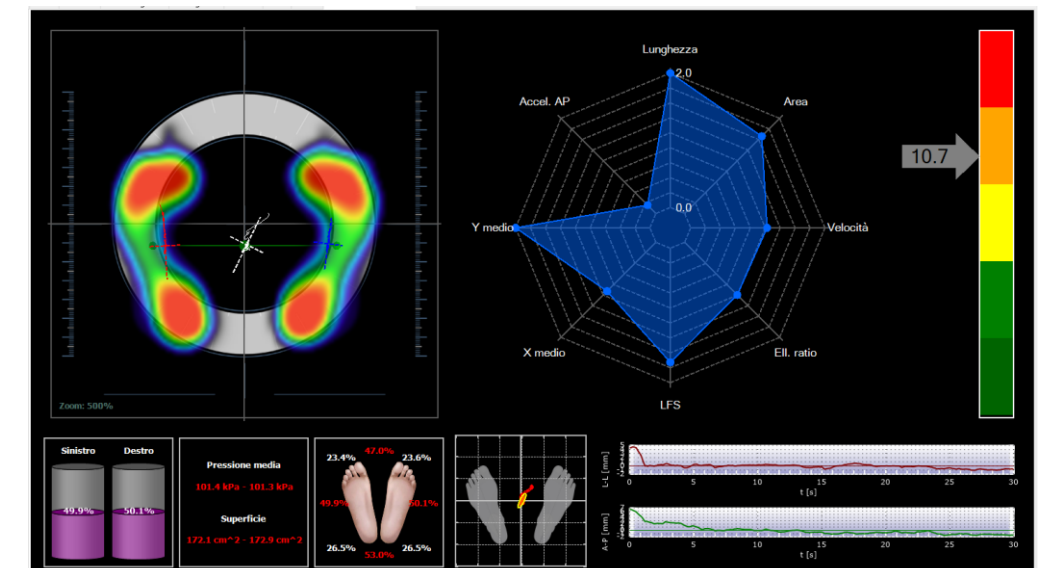 Lunghezza
2,0
Accel. AP
Area
10.7
0,0
Y medio
Velocità
X medio
Ell. ratio
LFS
Zoom: 500%
Sinistro
Destro
49.9%
50.1%
Pressione media
101.4 kPa - 101.3 kPa
Superficie
172.1 cm^2 - 172.9 cm^2
47.0%
23.4%
23.6%
49.9%
50.1%
26.5%
26.5%
53.0%
L-L [mm]
0
5
10
15
20
25
30
t [s]
A-P [mm]
0
5
10
15
20
25
30
t [s]